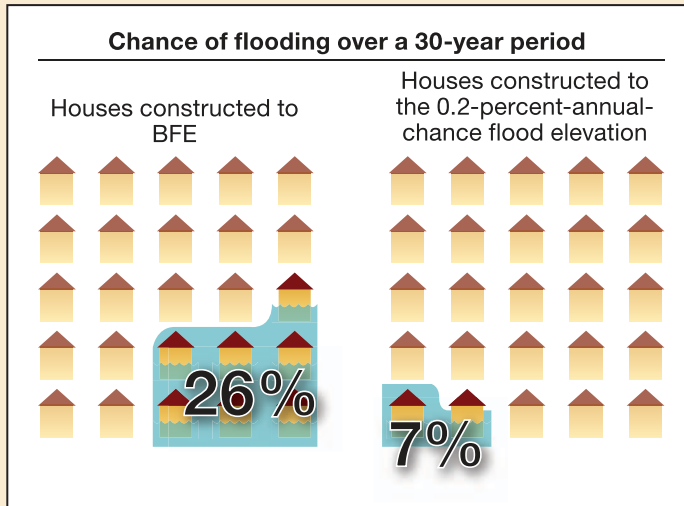 Chance of flooding over a 30-year period
Houses constructed to
BFE
Houses constructed to
the 0.2-percent-annual-
chance flood elevation
26%
7%